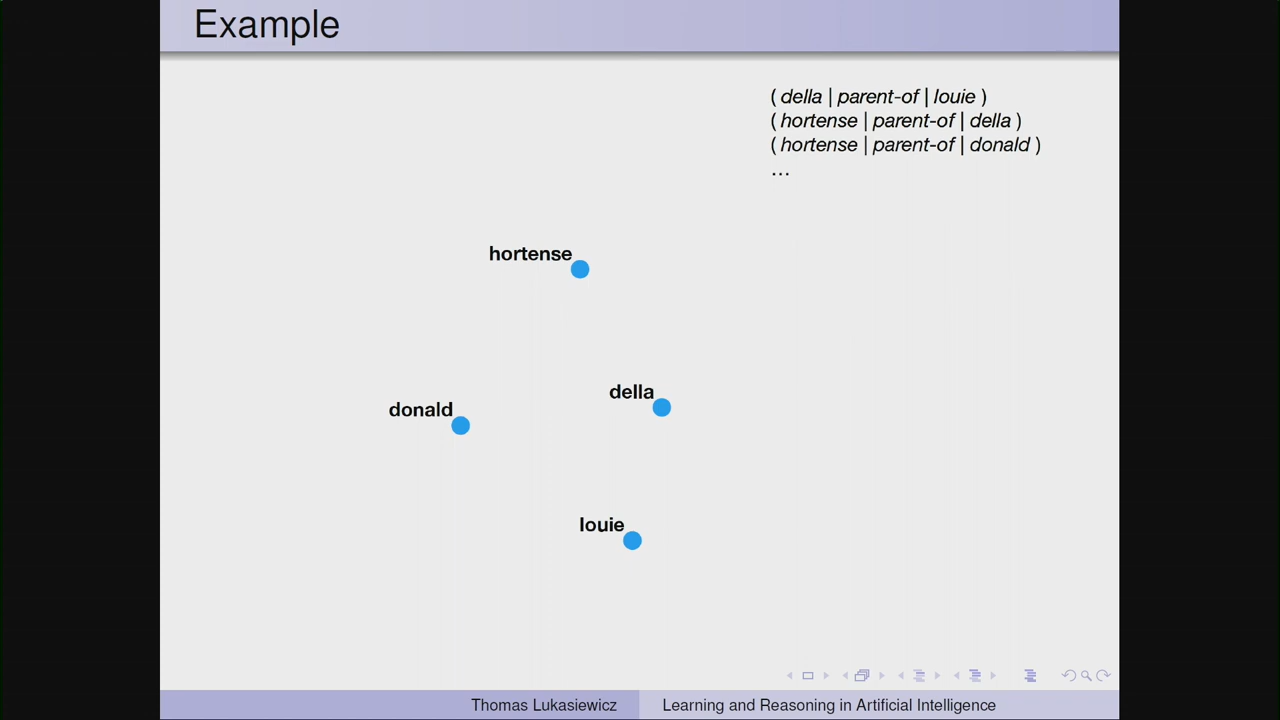 Example
( della | parent-of | louie )
( hortense | parent-of | della )
( hortense | parent-of | donald )
...
hortense
della
donald
louie
Thomas Lukasiewicz
Learning and Reasoning in Artificial Intelligence